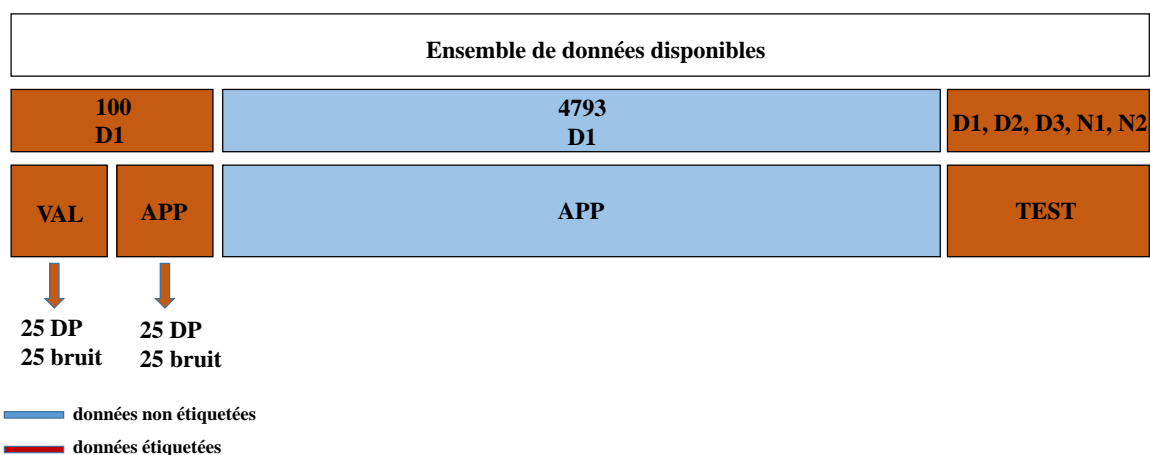 Ensemble de données disponibles
100
D1
4793
D1
D1, D2, D3, N1, N2
VAL
APP
APP
TEST
25 DP
25 bruit
25 DP
25 bruit
données non étiquetées
données étiquetées